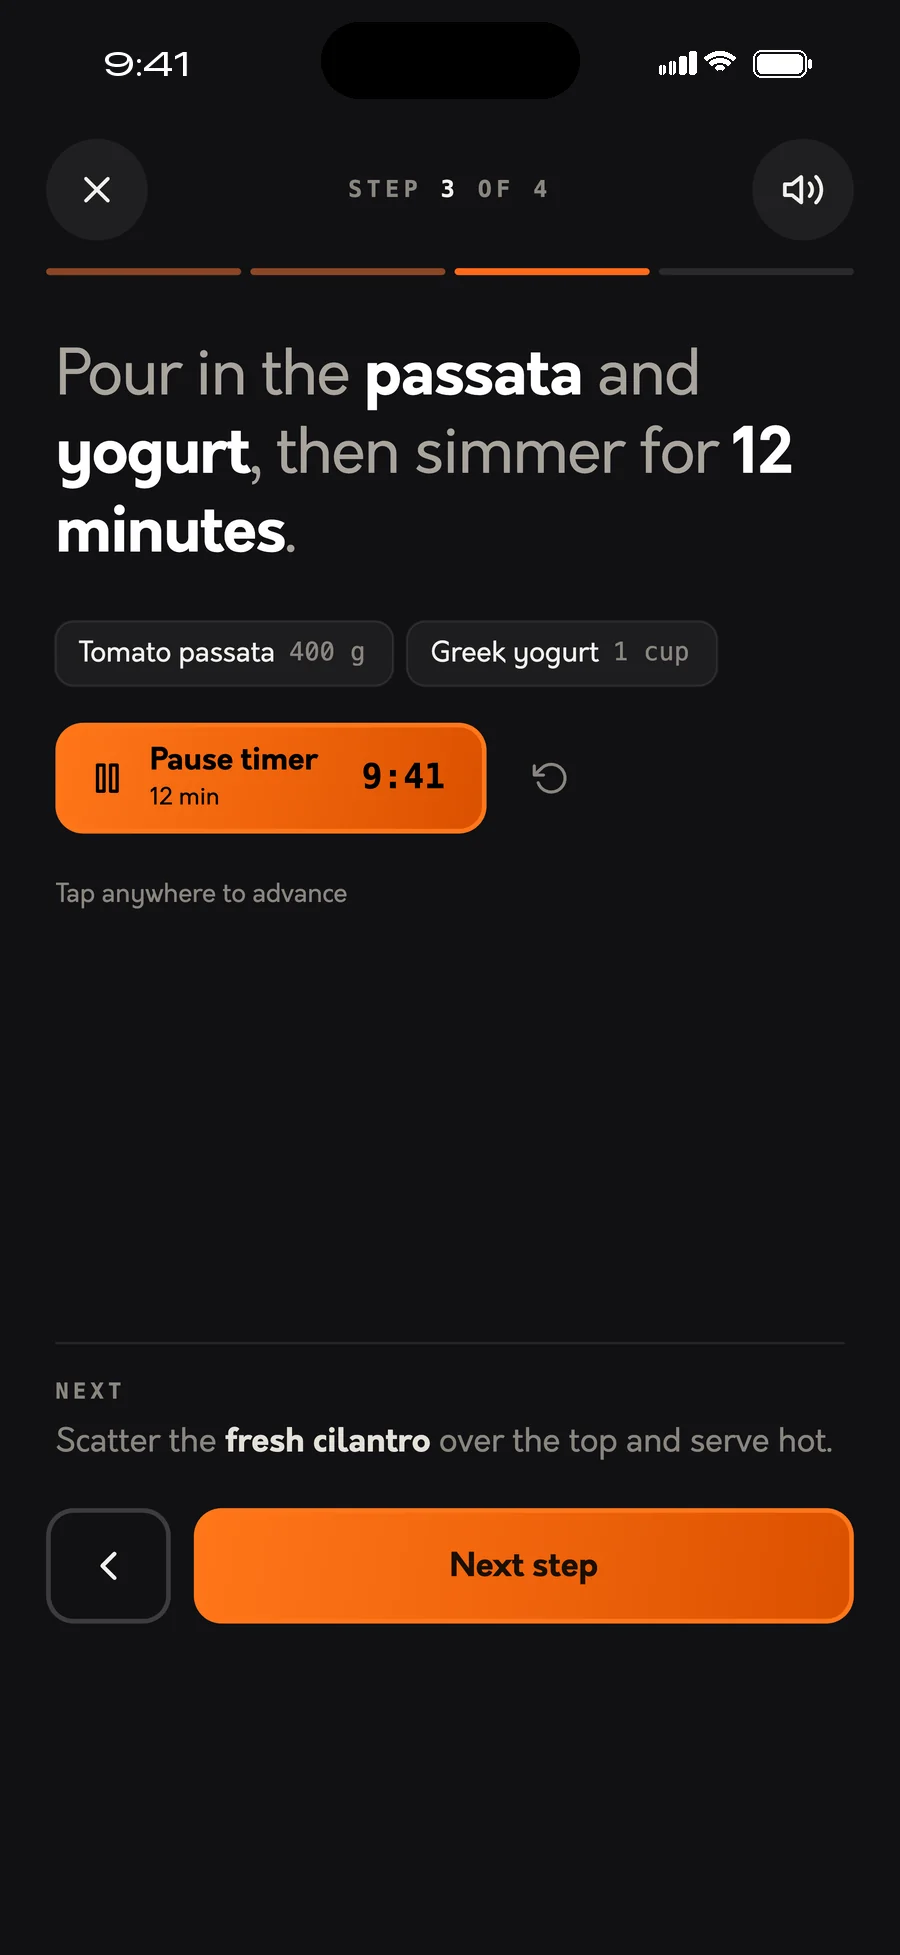 9:41
STEP 3 OF 4
Pour in the passata and
yogurt, then simmer for 12
minutes.
Tomato passata 400 g
Greek yogurt 1 cup
Pause timer
12 min
9:41
Tap anywhere to advance
NEXT
Scatter the fresh cilantro over the top and serve hot.
Next step